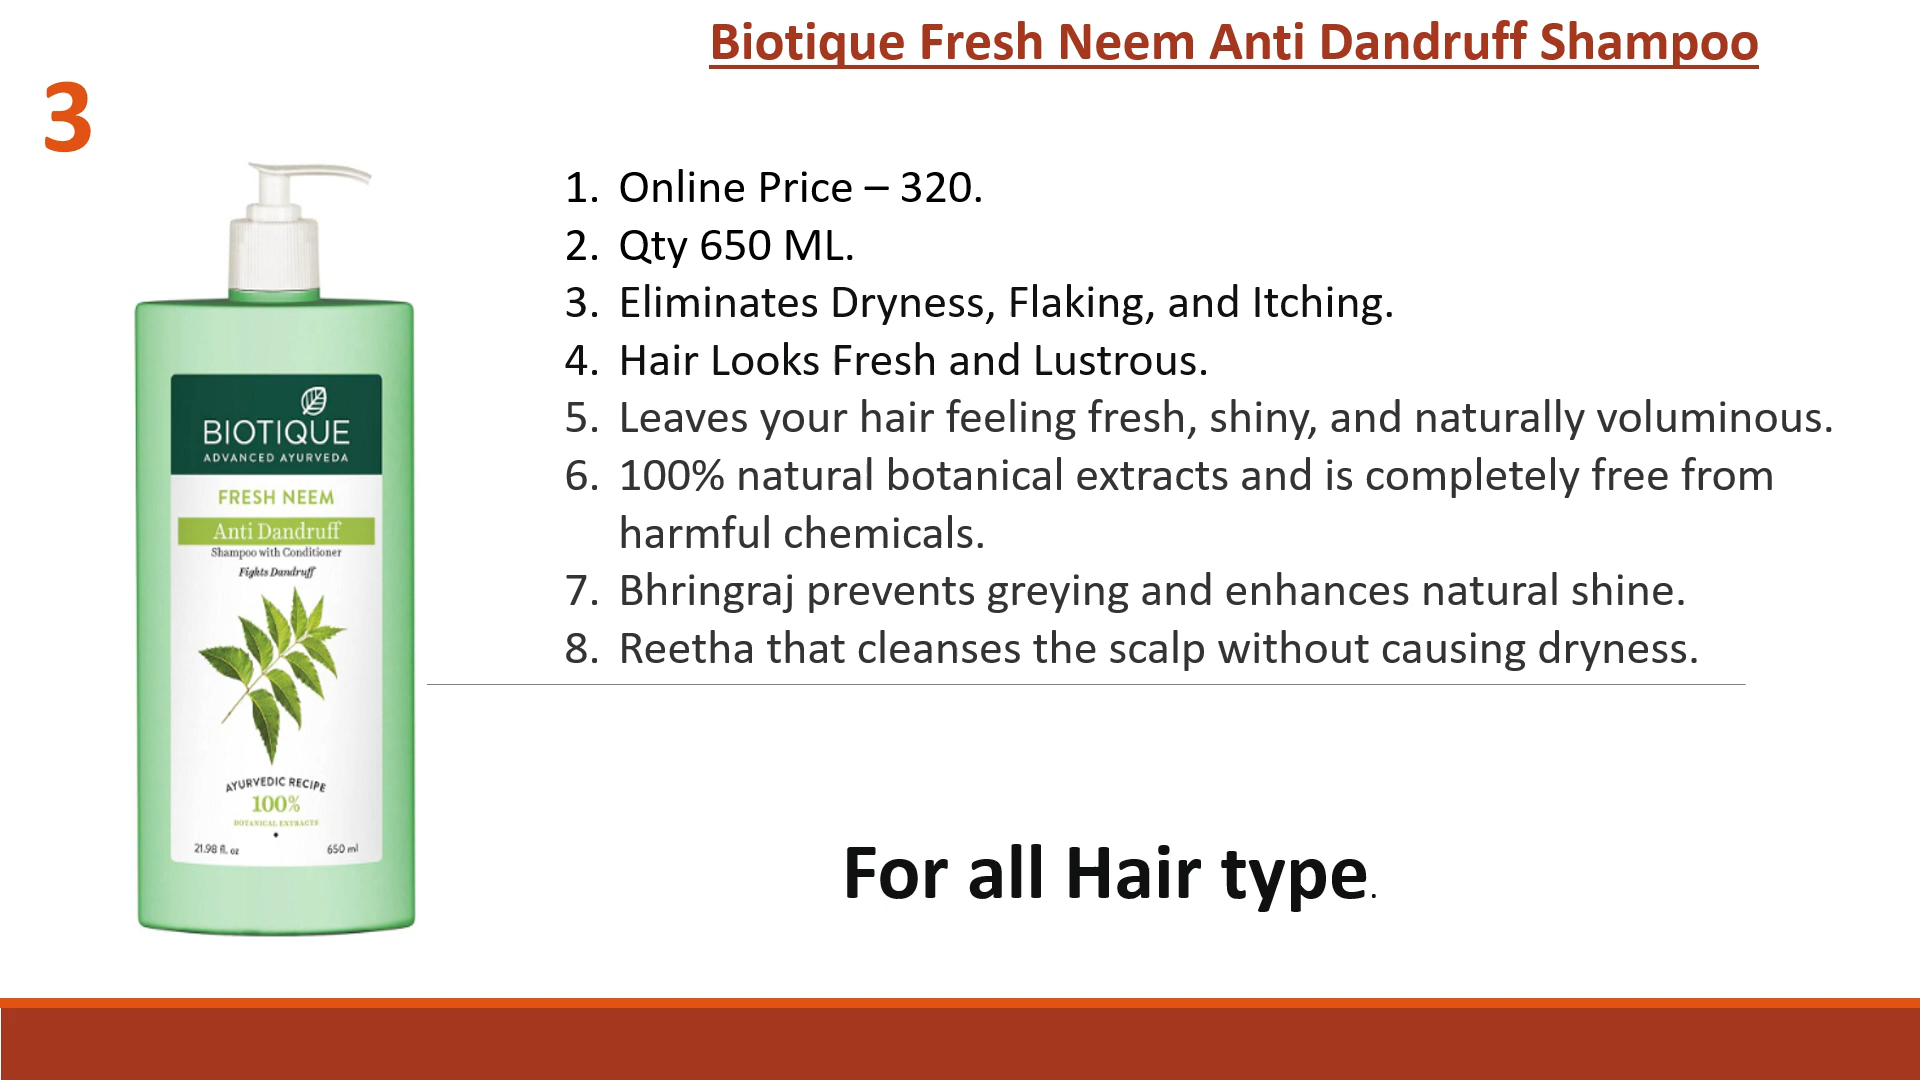 Biotique Fresh Neem Anti Dandruff Shampoo
3
1. Online Price – 320.
2. Qty 650 ML.
3. Eliminates Dryness, Flaking, and Itching.
4. Hair Looks Fresh and Lustrous.
5. Leaves your hair feeling fresh, shiny, and naturally voluminous.
6. 100% natural botanical extracts and is completely free from
harmful chemicals.
7. Bhringraj prevents greying and enhances natural shine.
8. Reetha that cleanses the scalp without causing dryness.
BIOTIQUE
ADVANCED AYURVEDA
FRESH NEEM
Anti Dandruff
Shampoo with Conditioner
Fights Dandruff
AYURVEDIC RECIPE
100%
BOTANICAL EXTRACTS
21.98 fl. oz 650 ml
For all Hair type.